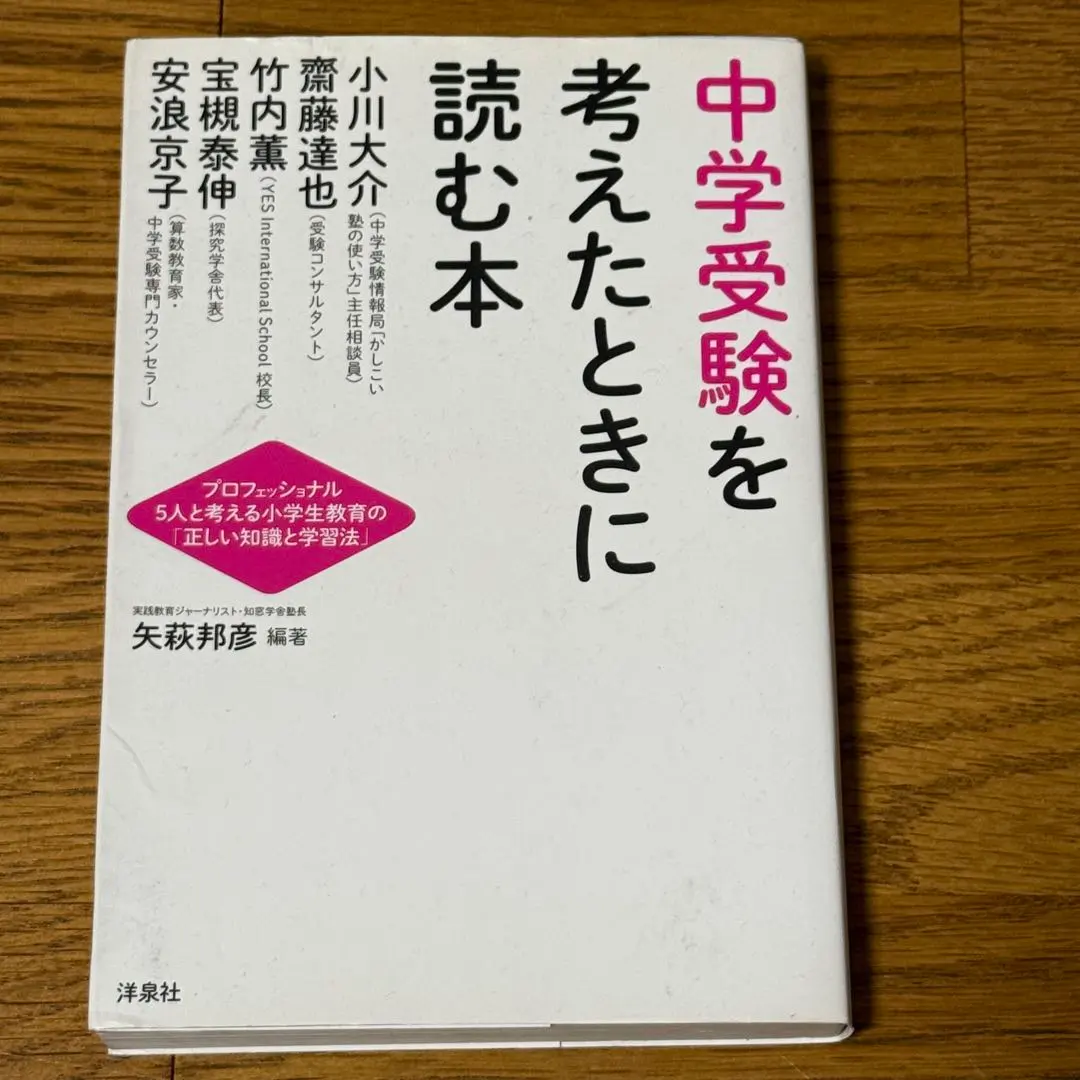 中学受験を
考えたときに
読む本
小川大介
(中学受験情報局「かしこい
塾の使い方」主任相談員)
齋藤達也
(受験コンサルタント)
竹内薫
(YES International School 校長)
宝槻泰伸
(探究学舎代表)
安浪京子
(算数教育家・
中学受験専門カウンセラー)
プロフェッショナル
5人と考える小学生教育の
「正しい知識と学習法」
実践教育ジャーナリスト・知窓学舎塾長
矢萩邦彦 編著
洋泉社